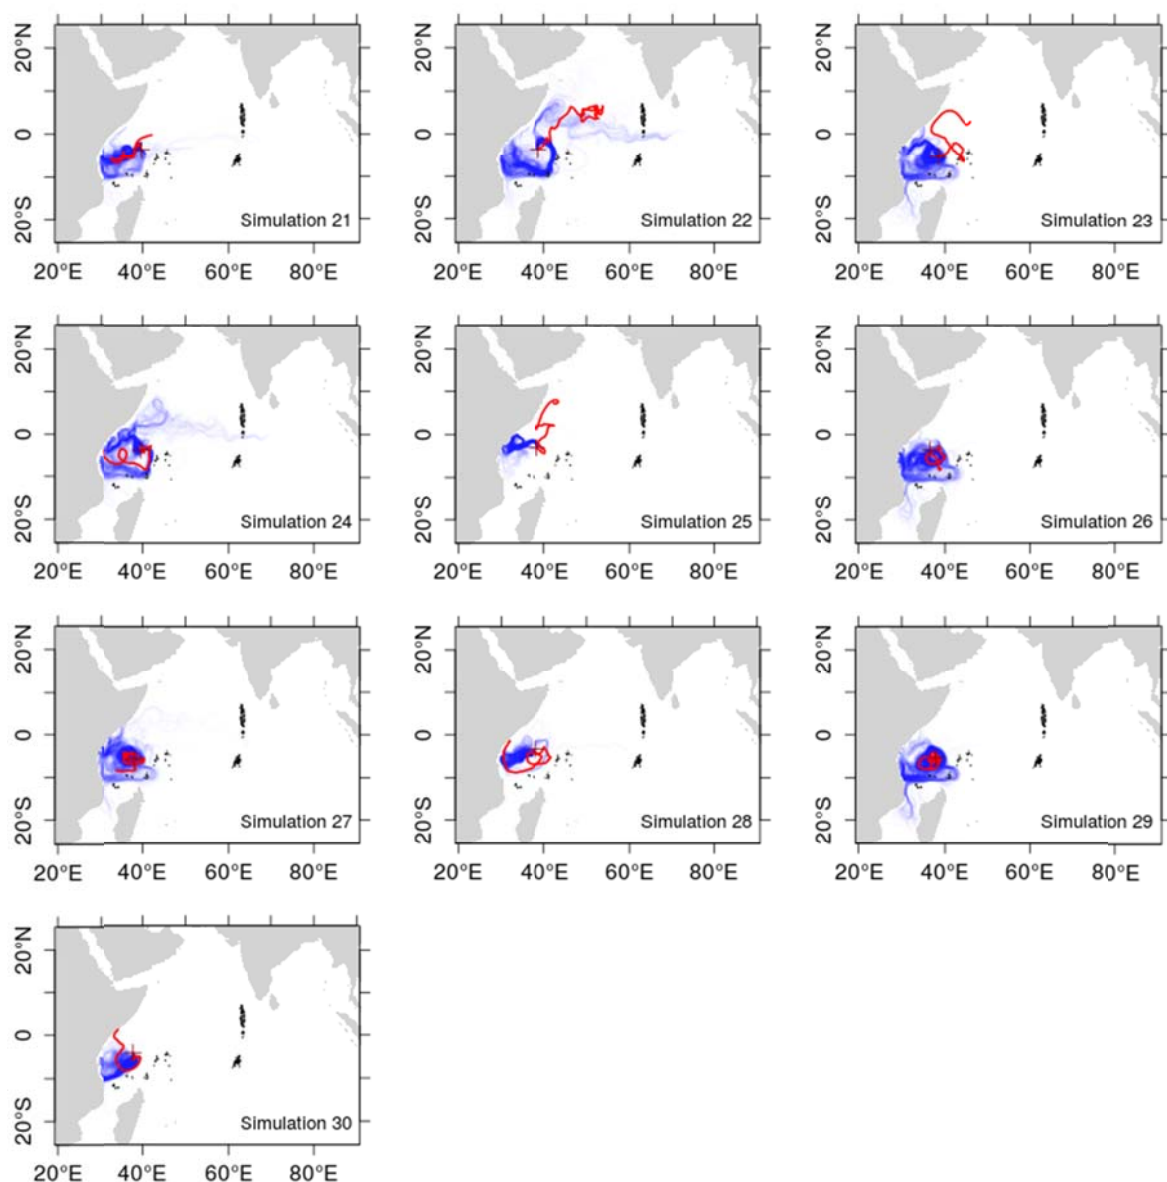 20°N
0
20°S
Simulation 21
20°E 40°E 60°E 80°E
20°N
0
20°S
Simulation 22
20°E 40°E 60°E 80°E
20°N
0
20°S
Simulation 23
20°E 40°E 60°E 80°E
20°N
0
20°S
Simulation 24
20°E 40°E 60°E 80°E
20°N
0
20°S
Simulation 25
20°E 40°E 60°E 80°E
20°N
0
20°S
Simulation 26
20°E 40°E 60°E 80°E
20°N
0
20°S
Simulation 27
20°E 40°E 60°E 80°E
20°N
0
20°S
Simulation 28
20°E 40°E 60°E 80°E
20°N
0
20°S
Simulation 29
20°E 40°E 60°E 80°E
20°N
0
20°S
Simulation 30
20°E 40°E 60°E 80°E